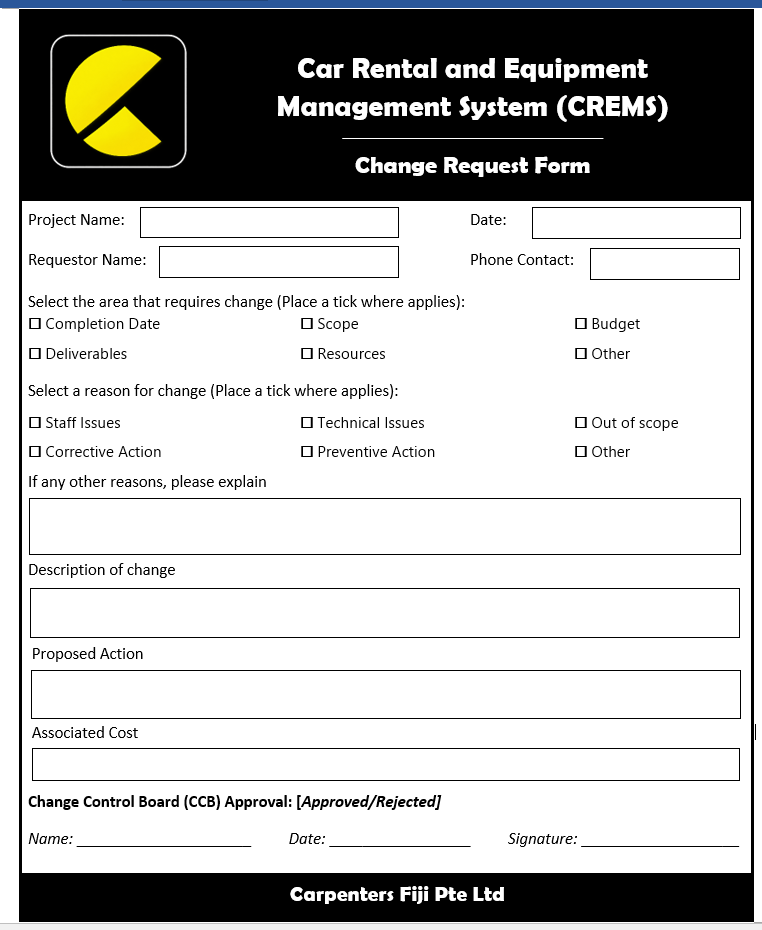 Car Rental and Equipment
Management System (CREMS)
Change Request Form
Project Name: Date:
Requestor Name: Phone Contact:
Select the area that requires change (Place a tick where applies):
☐ Completion Date ☐ Scope ☐ Budget
☐ Deliverables ☐ Resources ☐ Other
Select a reason for change (Place a tick where applies):
☐ Staff Issues ☐ Technical Issues ☐ Out of scope
☐ Corrective Action ☐ Preventive Action ☐ Other
If any other reasons, please explain
Description of change
Proposed Action
Associated Cost
Change Control Board (CCB) Approval: [Approved/Rejected]
Name: ____________________ Date: ________________ Signature: __________________
Carpenters Fiji Pte Ltd